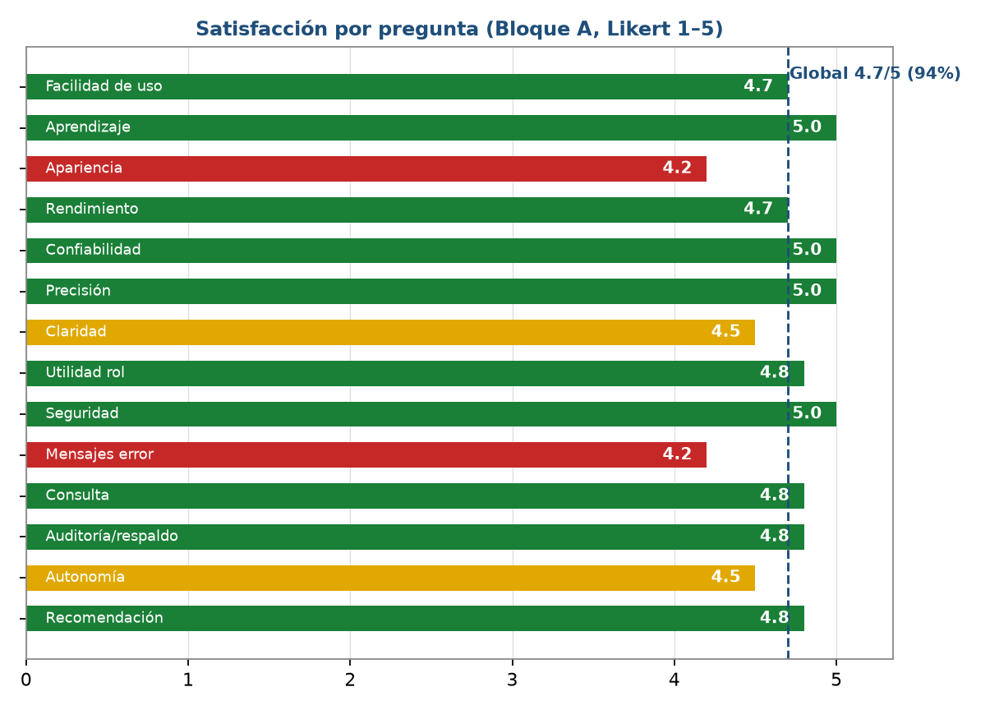 Satisfacción por pregunta (Bloque A, Likert 1–5)
Global 4.7/5 (94%)
Facilidad de uso 4.7
Aprendizaje 5.0
Apariencia 4.2
Rendimiento 4.7
Confiabilidad 5.0
Precisión 5.0
Claridad 4.5
Utilidad rol 4.8
Seguridad 5.0
Mensajes error 4.2
Consulta 4.8
Auditoría/respaldo 4.8
Autonomía 4.5
Recomendación 4.8
0 1 2 3 4 5